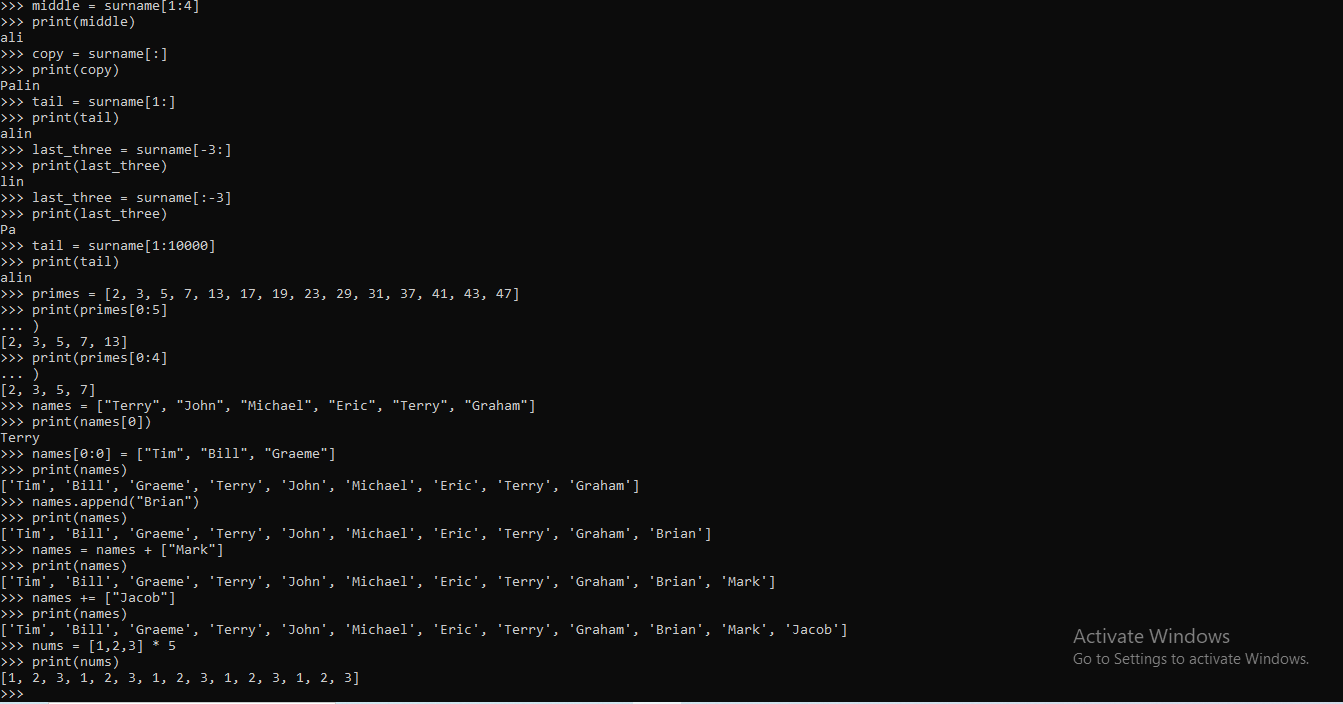 >>> middle = surname[1:4]
>>> print(middle)
ali
>>> copy = surname[:]
>>> print(copy)
Palin
>>> tail = surname[1:]
>>> print(tail)
alin
>>> last_three = surname[-3:]
>>> print(last_three)
lin
>>> last_three = surname[:-3]
>>> print(last_three)
Pa
>>> tail = surname[1:10000]
>>> print(tail)
alin
>>> primes = [2, 3, 5, 7, 13, 17, 19, 23, 29, 31, 37, 41, 43, 47]
>>> print(primes[0:5]
... )
[2, 3, 5, 7, 13]
>>> print(primes[0:4]
... )
[2, 3, 5, 7]
>>> names = ["Terry", "John", "Michael", "Eric", "Terry", "Graham"]
>>> print(names[0])
Terry
>>> names[0:0] = ["Tim", "Bill", "Graeme"]
>>> print(names)
['Tim', 'Bill', 'Graeme', 'Terry', 'John', 'Michael', 'Eric', 'Terry', 'Graham']
>>> names.append("Brian")
>>> print(names)
['Tim', 'Bill', 'Graeme', 'Terry', 'John', 'Michael', 'Eric', 'Terry', 'Graham', 'Brian']
>>> names = names + ["Mark"]
>>> print(names)
['Tim', 'Bill', 'Graeme', 'Terry', 'John', 'Michael', 'Eric', 'Terry', 'Graham', 'Brian', 'Mark']
>>> names += ["Jacob"]
>>> print(names)
['Tim', 'Bill', 'Graeme', 'Terry', 'John', 'Michael', 'Eric', 'Terry', 'Graham', 'Brian', 'Mark', 'Jacob']
>>> nums = [1,2,3] * 5
>>> print(nums)
[1, 2, 3, 1, 2, 3, 1, 2, 3, 1, 2, 3, 1, 2, 3]
>>>
Activate Windows
Go to Settings to activate Windows.